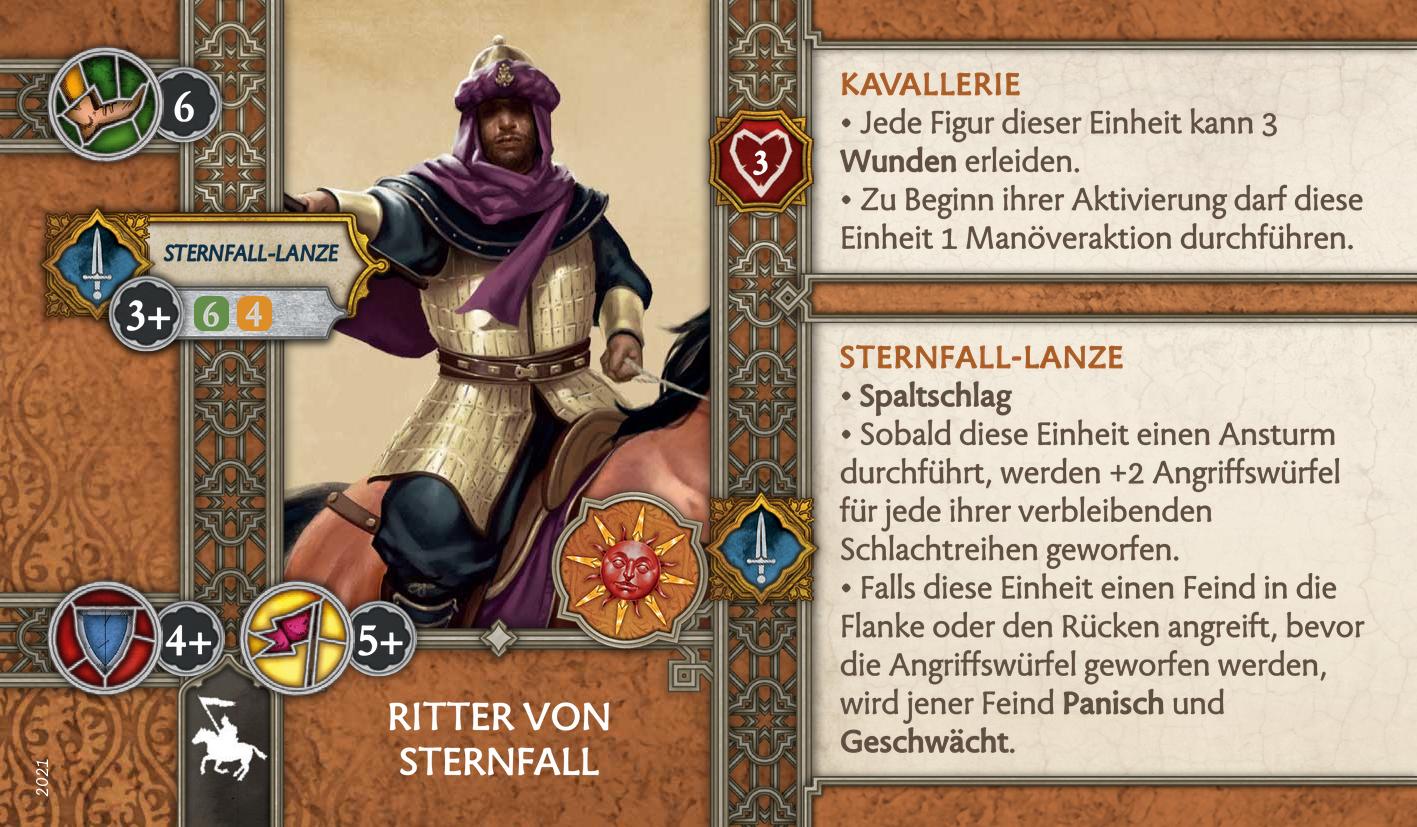 6
STERNFALL-LANZE
3+ 6 4
4+ 5+
RITTER VON
STERNFALL
2021
3
KAVALLERIE
• Jede Figur dieser Einheit kann 3
Wunden erleiden.
• Zu Beginn ihrer Aktivierung darf diese
Einheit 1 Manöveraktion durchführen.
STERNFALL-LANZE
• Spaltschlag
• Sobald diese Einheit einen Ansturm
durchführt, werden +2 Angriffswürfel
für jede ihrer verbleibenden
Schlachtreihen geworfen.
• Falls diese Einheit einen Feind in die
Flanke oder den Rücken angreift, bevor
die Angriffswürfel geworfen werden,
wird jener Feind Panisch und
Geschwächt.